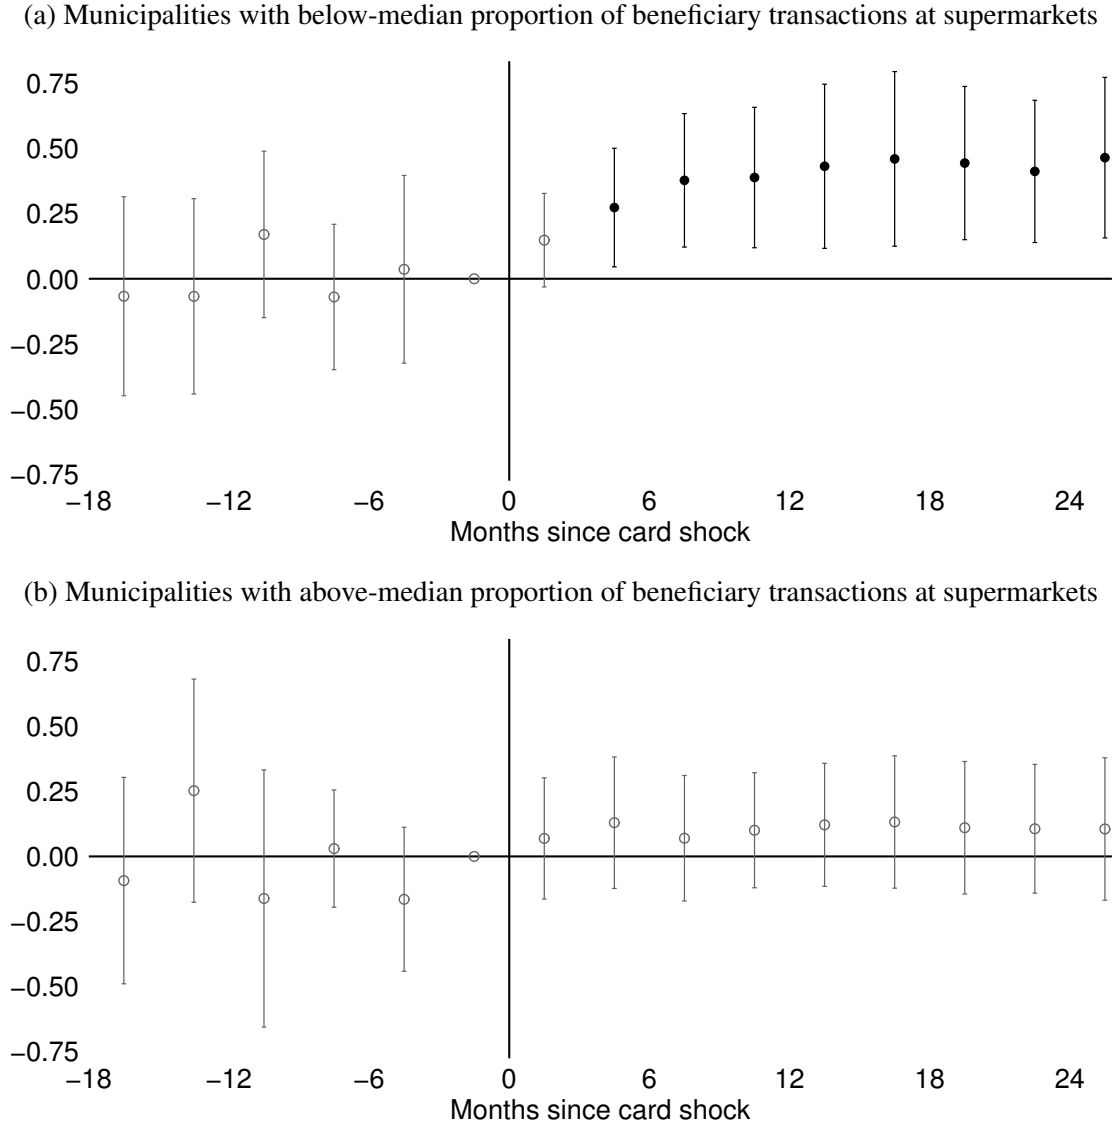 (a) Municipalities with below-median proportion of beneficiary transactions at supermarkets
0.75
0.50
0.25
0.00
−0.25
−0.50
−0.75
−18 −12 −6 0 6 12 18 24
Months since card shock
(b) Municipalities with above-median proportion of beneficiary transactions at supermarkets
0.75
0.50
0.25
0.00
−0.25
−0.50
−0.75
−18 −12 −6 0 6 12 18 24
Months since card shock